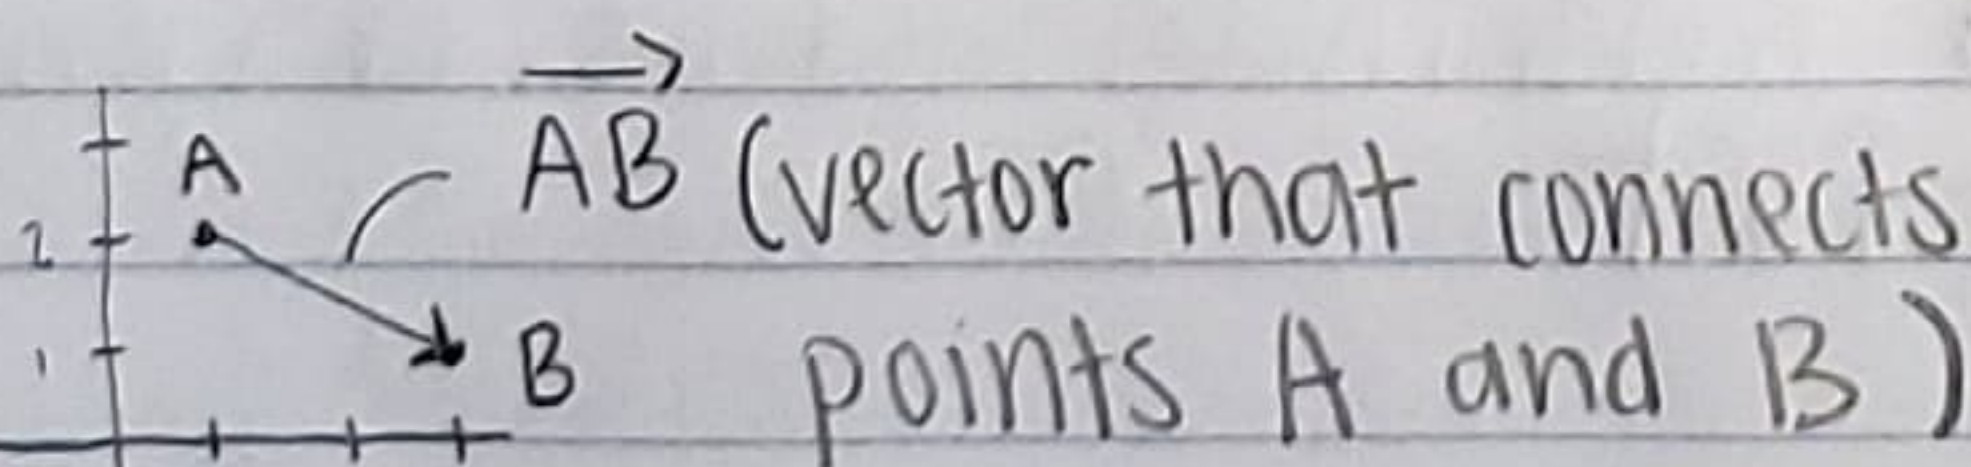 A
2
1
B
→
AB (vector that connects
points A and B)